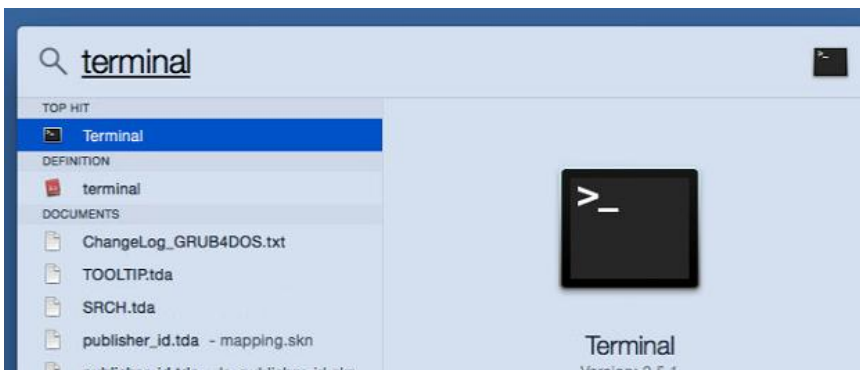 terminal
TOP HIT
Terminal
DEFINITION
terminal
DOCUMENTS
ChangeLog_GRUB4DOS.txt
TOOLTIP.tda
SRCH.tda
publisher_id.tda - mapping.skn
>_
Terminal